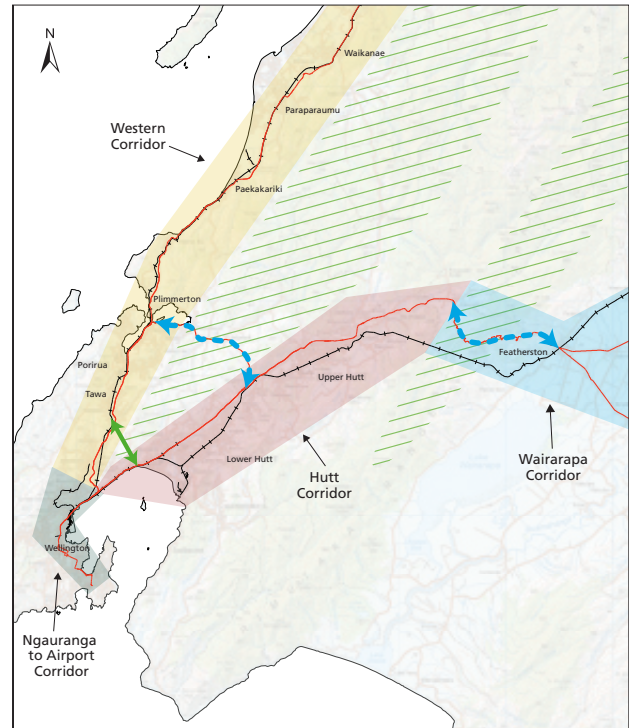 N
Waikanae
Paraparaumu
Western
Corridor
Paekakariki
Plimmerton
Porirua
Tawa
Featherston
Upper Hutt
Lower Hutt
Hutt
Corridor
Wairarapa
Corridor
Wellington
Ngauranga
to Airport
Corridor